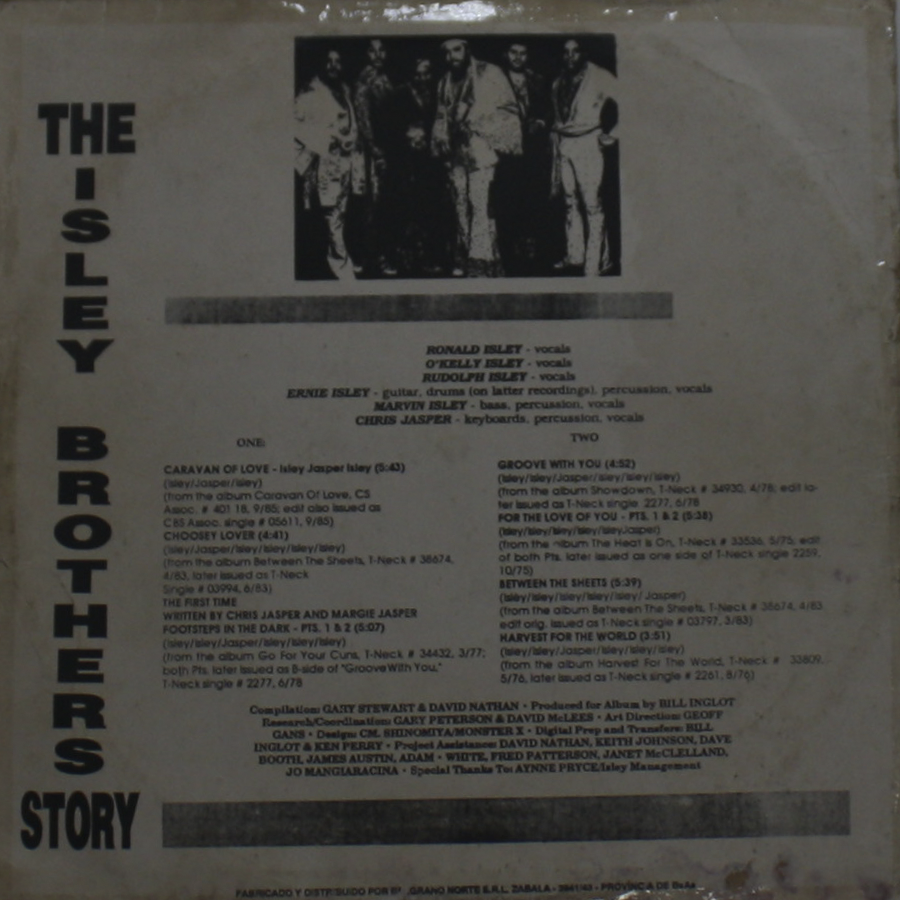 THE
ISLEY
BROTHERS
STORY
RONALD ISLEY - vocals
O'KELLY ISLEY - vocals
RUDOLPH ISLEY - vocals
ERNIE ISLEY - guitar, drums (on latter recordings), percussion, vocals
MARVIN ISLEY - bass, percussion, vocals
CHRIS JASPER - keyboards, percussion, vocals
ONE:
CARAVAN OF LOVE - Isley Jasper Isley (5:43)
(Isley/Jasper/Isley)
(from the album Caravan Of Love, CS
Assoc. # 401 18, 9/85; edit also issued as
CBS Assoc. single # 05611, 9/85)
CHOOSEY LOVER (4:41)
(Isley/Jasper/Isley/Isley/Isley/Isley)
(from the album Between The Sheets, T-Neck # 38674,
4/83, later issued as T-Neck
Single # 03994, 6/83)
THE FIRST TIME
WRITTEN BY CHRIS JASPER AND MARGIE JASPER
FOOTSTEPS IN THE DARK - PTS. 1 & 2 (5:07)
(Isley/Isley/Jasper/Isley/Isley/Isley)
(from the album Go For Your Cuns, T-Neck # 34432, 3/77;
both Pts. later issued as B-side of "GrooveWith You,"
T-Neck single # 2277, 6/78
TWO
GROOVE WITH YOU (4:52)
(Isley/Isley/Jasper/Isley/Isley/Isley)
(from the album Showdown, T-Neck # 34930, 4/78; edit la-
ter issued as T-Neck single 2277, 6/78
FOR THE LOVE OF YOU - PTS. 1 & 2 (5:38)
(Isley/Isley/Isley/Isley/IsleyJasper)
(from the album The Heat Is On, T-Neck # 33536, 5/75; edit
of both Pts. later issued as one side of T-Neck single 2259,
10/75)
BETWEEN THE SHEETS (5:39)
(Isley/Isley/Isley/Isley/Isley/ Jasper)
(from the album Between The Sheets, T-Neck # 38674, 4/83
edit orig. issued as T-Neck single # 03797, 3/83)
HARVEST FOR THE WORLD (3:51)
(Isley/Isley/Jasper/Isley/Isley/Isley)
(from the album Harvest For The World, T-Neck # 33809,
5/76, later issued as T-Neck single # 2261, 8/76)
Compilation: GARY STEWART & DAVID NATHAN • Produced for Album by BILL INGLOT
Research/Coordination: GARY PETERSON & DAVID McLEES • Art Direction: GEOFF
GANS • Design: CM. SHINOMITA/MONSTER X • Digital Prep and Transfers: BILL
INGLOT & KEN PERRY • Project Assistance: DAVID NATHAN, KEITH JOHNSON, DAVE
BOOTH, JAMES AUSTIN, ADAM • WHITE, FRED PATTERSON, JANET McCLELLAND,
JO MANGIARACINA • Special Thanks To: AYNNE PRYCE/Isley Management
FABRICADO Y DISTRIBUIDO POR GRANO NORTE S.R.L. ZABALA - 3941/43 - PROVINCIA DE